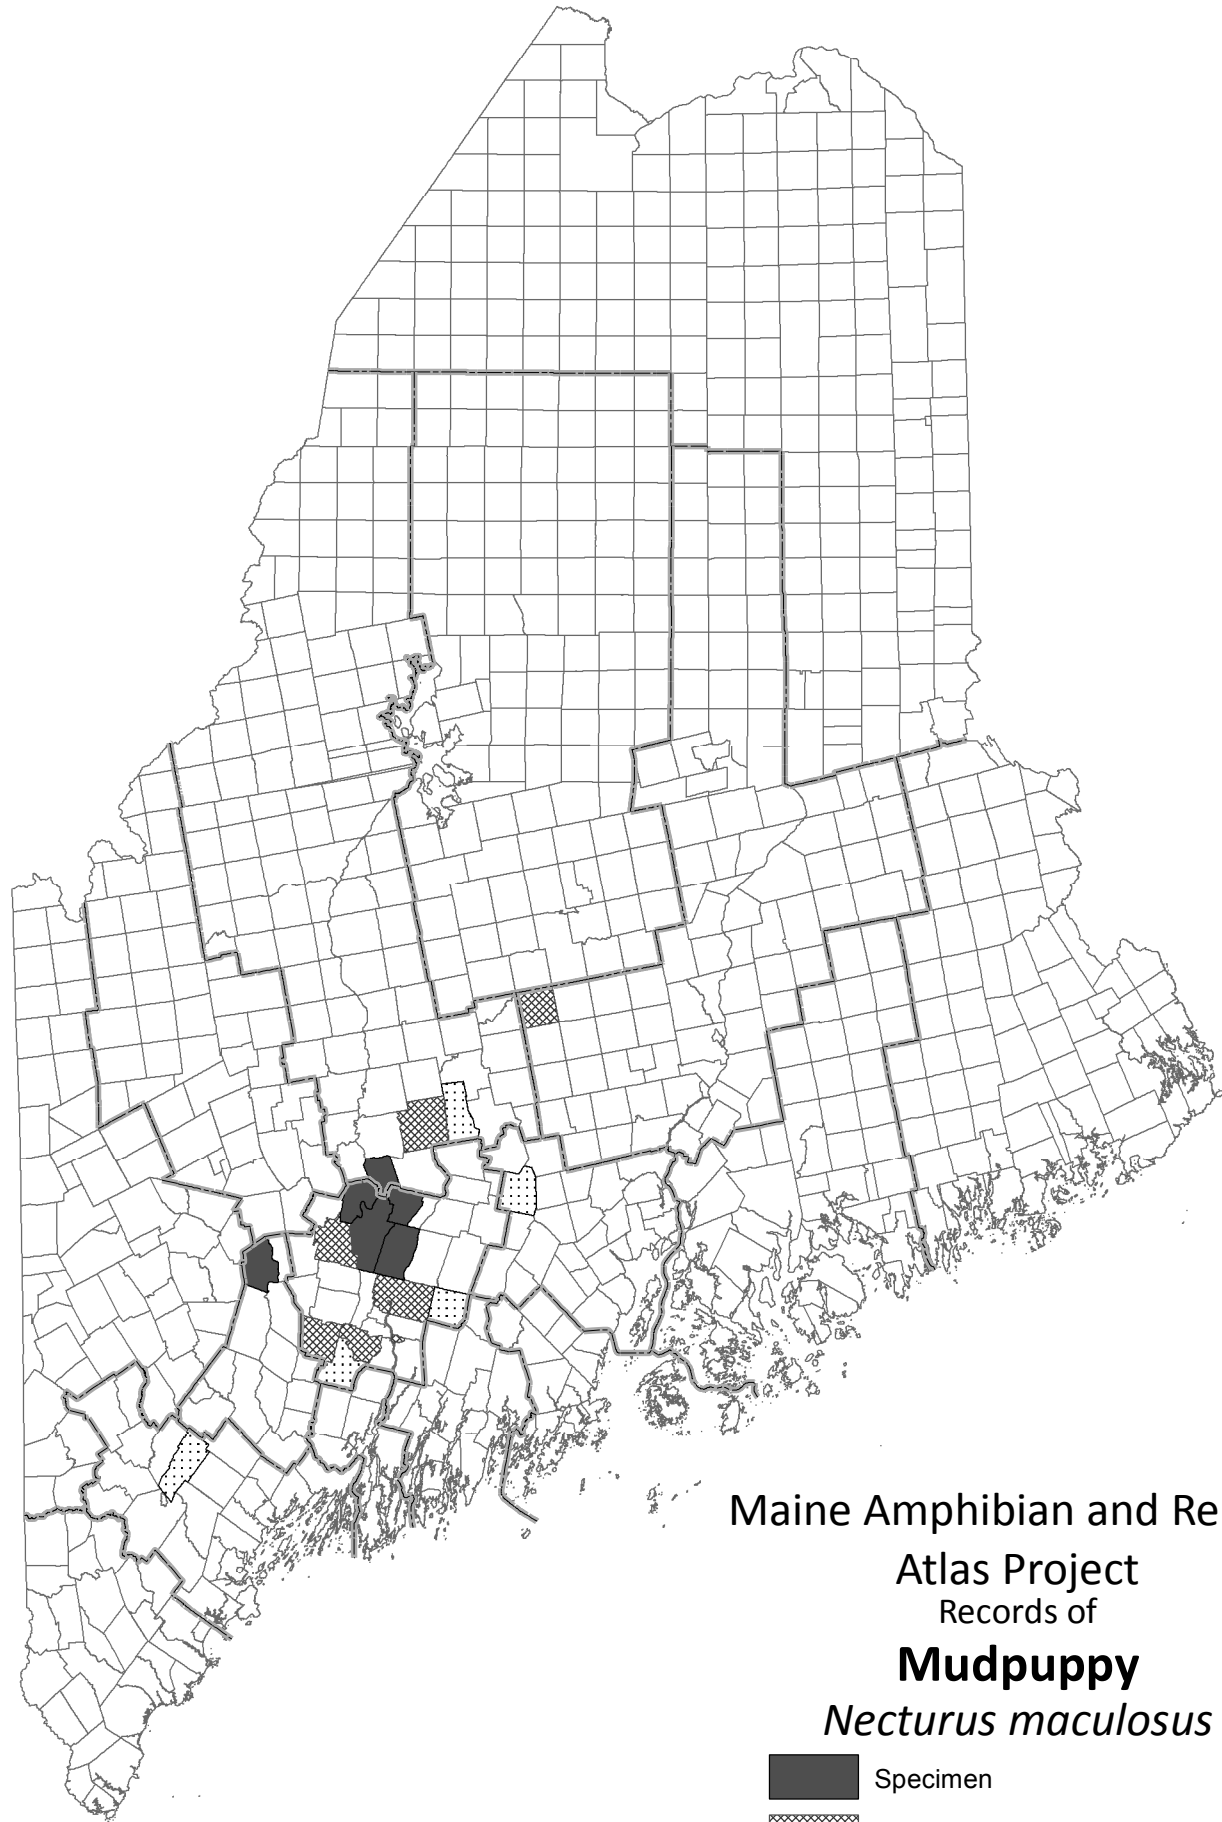 Maine Amphibian and Re
Atlas Project
Records of
Mudpuppy
Necturus maculosus
Specimen